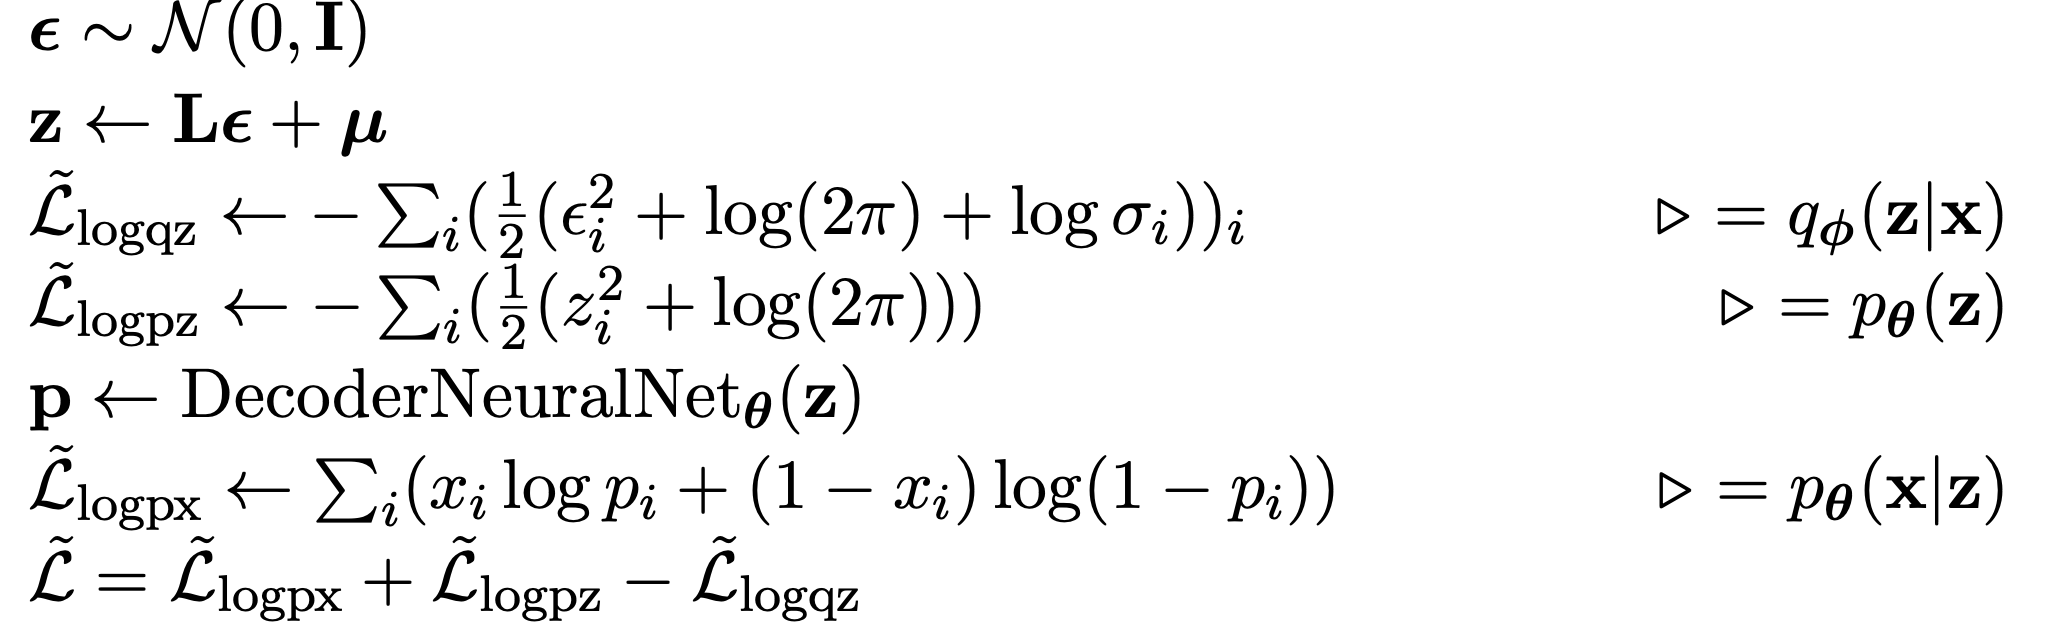 ϵ ∼ 𝒩(0, I)
z ← Lϵ + μ
ℒ̃_logqz ← − ∑_i(½(ϵ_i² + log(2π) + log σ_i))_i ▷ = q_ϕ(z|x)
ℒ̃_logpz ← − ∑_i(½(z_i² + log(2π))) ▷ = p_θ(z)
p ← DecoderNeuralNet_θ(z)
ℒ̃_logpx ← ∑_i(x_i log p_i + (1 − x_i) log(1 − p_i)) ▷ = p_θ(x|z)
ℒ̃ = ℒ̃_logpx + ℒ̃_logpz − ℒ̃_logqz